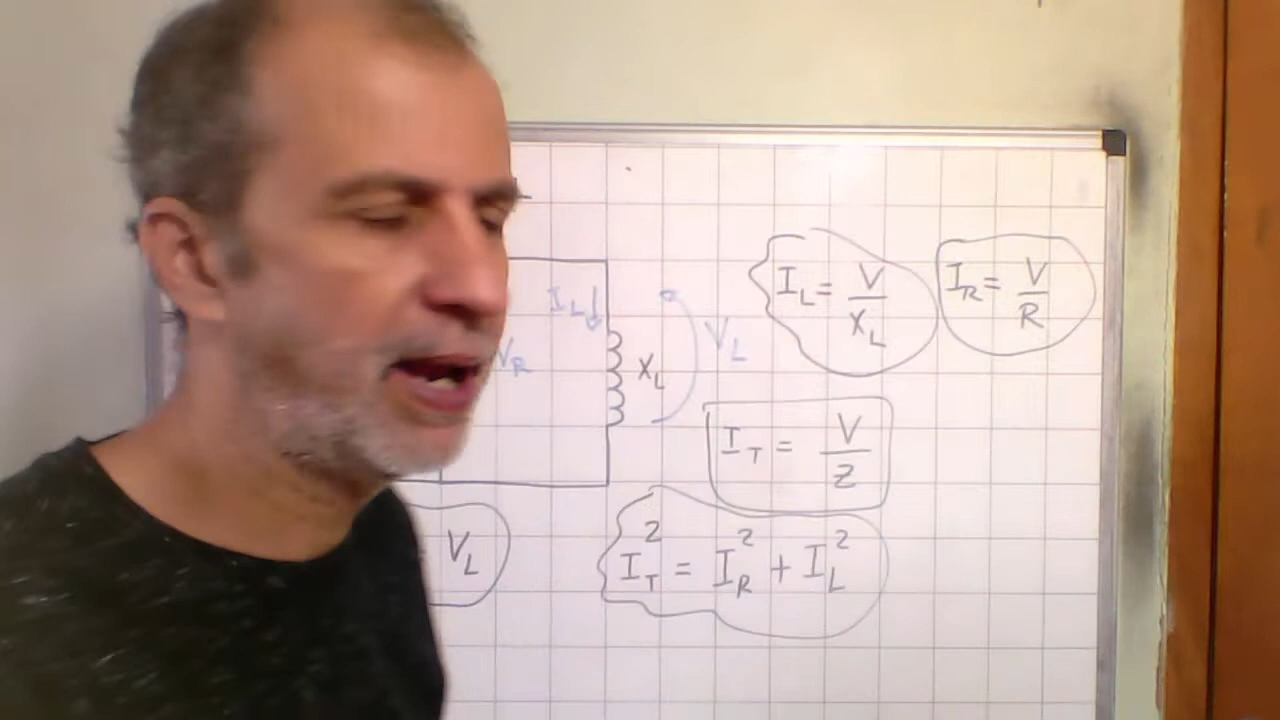 I_L = V/X_L
I_R = V/R
I_L ↓
V_R
X_L
V_L
I_T = V/Z
V_L
I_T² = I_R² + I_L²